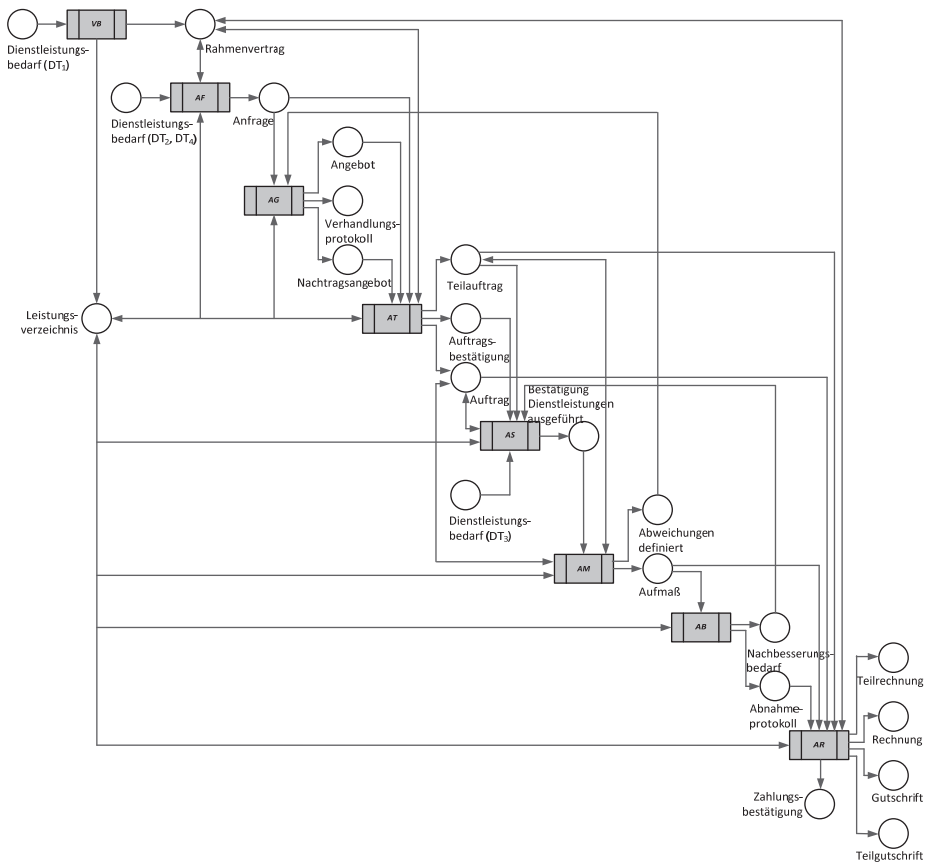 VB
Dienstleistungs-
bedarf (DT₁)
Rahmenvertrag
AF
Dienstleistungs-
bedarf (DT₂, DT₄)
Anfrage
Angebot
AG
Verhandlungs-
protokoll
Nachtragsangebot
Teilauftrag
Leistungs-
verzeichnis
AT
Auftrags-
bestätigung
Auftrag
Bestätigung
Dienstleistungen
ausgeführt
AS
Dienstleistungs-
bedarf (DT₃)
Abweichungen
definiert
AM
Aufmaß
AB
Nachbesserungs-
bedarf
Teilrechnung
Abnahme-
protokoll
AR
Rechnung
Zahlungs-
bestätigung
Gutschrift
Teilgutschrift